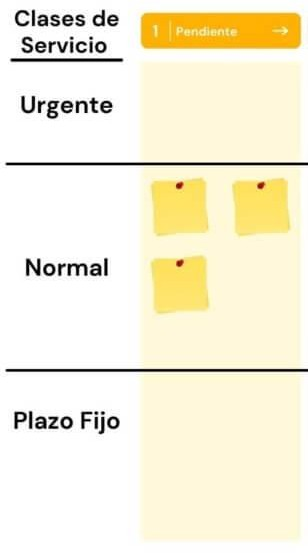 Clases de
Servicio
1 Pendiente →
Urgente
Normal
Plazo Fijo